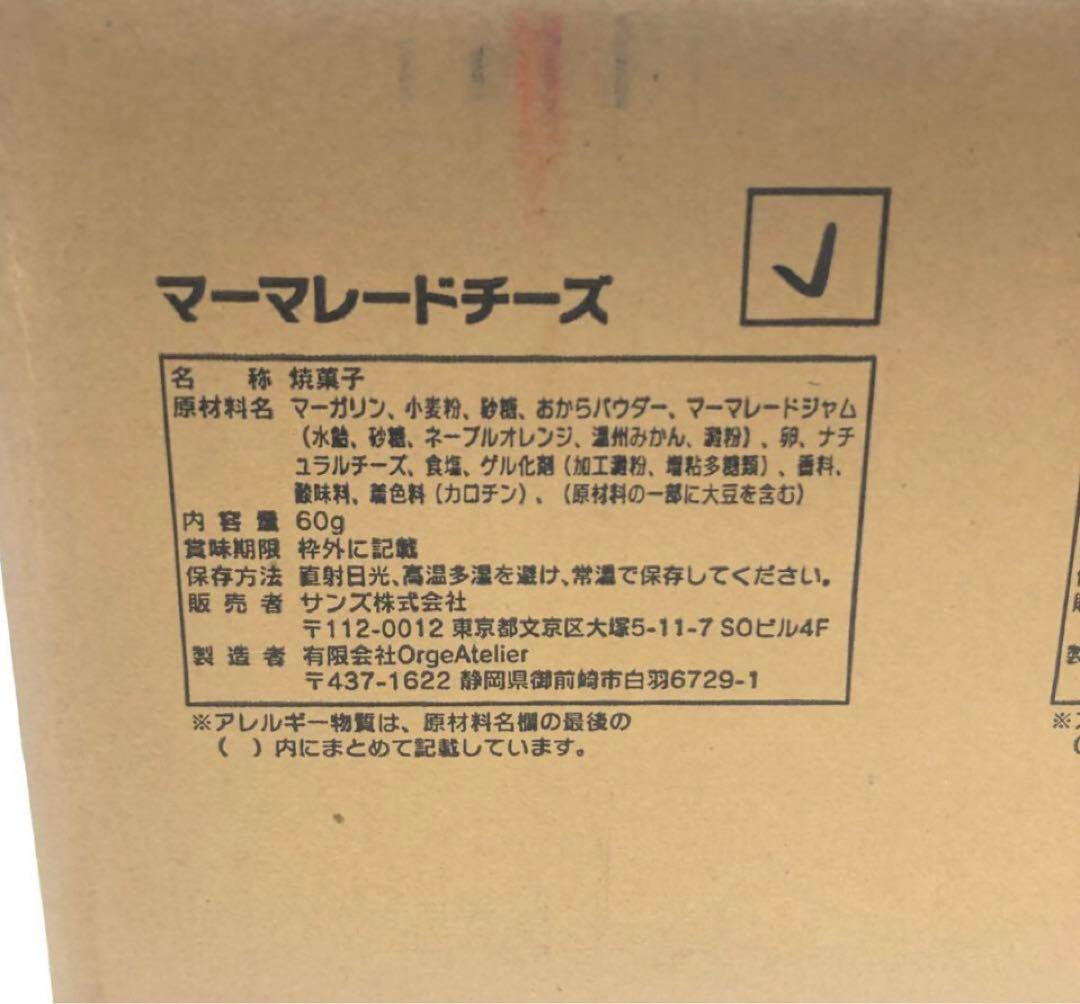 マーマレードチーズ
名称 焼菓子
原材料名 マーガリン、小麦粉、砂糖、おからパウダー、マーマレードジャム
（水飴、砂糖、ネーブルオレンジ、温州みかん、澱粉）、卵、ナチ
ュラルチーズ、食塩、ゲル化剤（加工澱粉、増粘多糖類）、香料、
酸味料、着色料（カロチン）、（原材料の一部に大豆を含む）
内容量 60g
賞味期限 枠外に記載
保存方法 直射日光、高温多湿を避け、常温で保存してください。
販売者 サンズ株式会社
〒112-0012 東京都文京区大塚5-11-7 SOビル4F
製造者 有限会社OrgeAtelier
〒437-1622 静岡県御前崎市白羽6729-1
※アレルギー物質は、原材料名欄の最後の
（ ）内にまとめて記載しています。